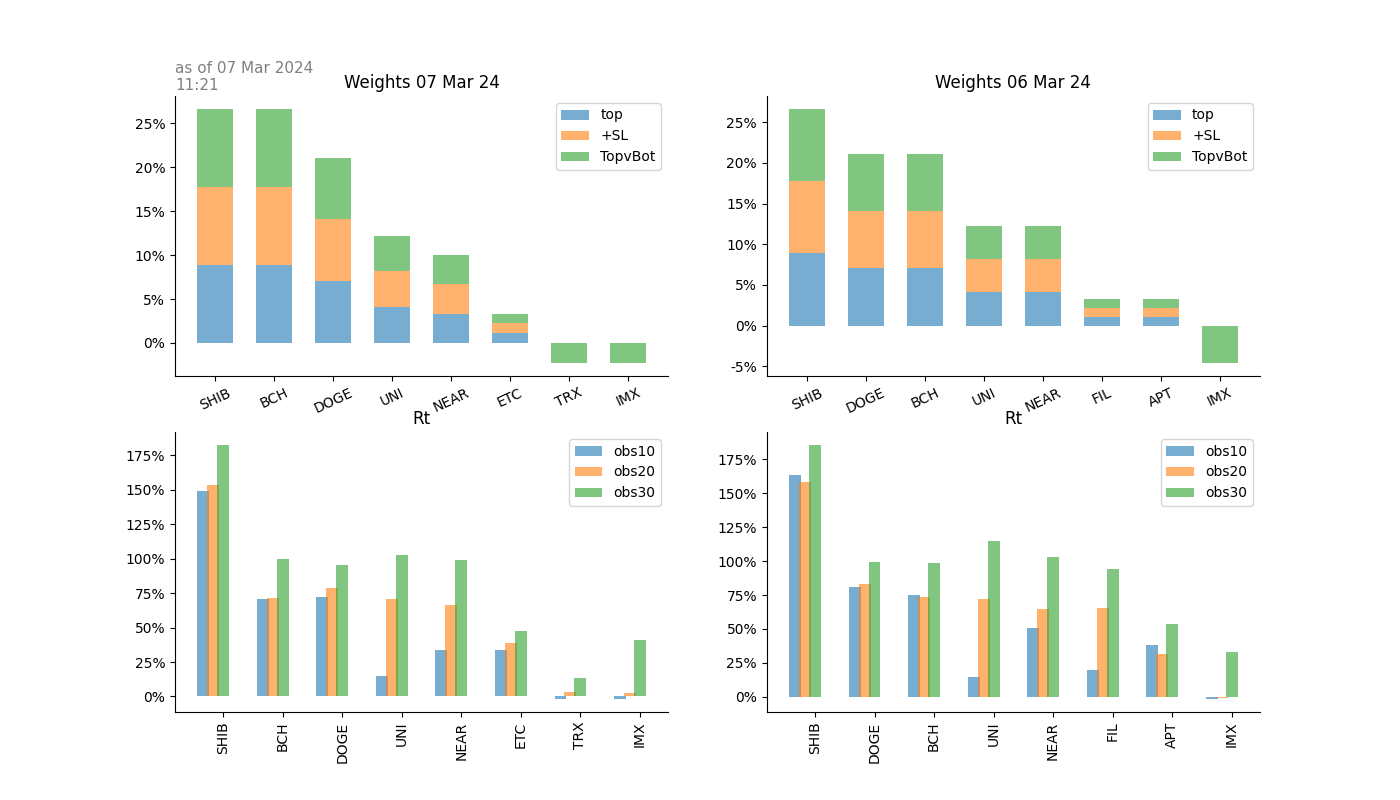 as of 07 Mar 2024
11:21
Weights 07 Mar 24
25%
20%
15%
10%
5%
0%
top
+SL
TopvBot
SHIB BCH DOGE UNI NEAR ETC TRX IMX
Weights 06 Mar 24
25%
20%
15%
10%
5%
0%
-5%
top
+SL
TopvBot
SHIB DOGE BCH UNI NEAR FIL APT IMX
Rt
175%
150%
125%
100%
75%
50%
25%
0%
obs10
obs20
obs30
SHIB BCH DOGE UNI NEAR ETC TRX IMX
Rt
175%
150%
125%
100%
75%
50%
25%
0%
obs10
obs20
obs30
SHIB DOGE BCH UNI NEAR FIL APT IMX